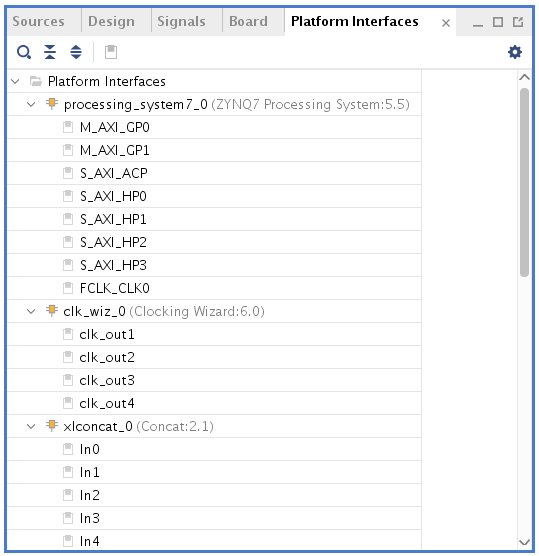 Sources Design Signals Board Platform Interfaces
Platform Interfaces
processing_system7_0 (ZYNQ7 Processing System:5.5)
M_AXI_GP0
M_AXI_GP1
S_AXI_ACP
S_AXI_HP0
S_AXI_HP1
S_AXI_HP2
S_AXI_HP3
FCLK_CLK0
clk_wiz_0 (Clocking Wizard:6.0)
clk_out1
clk_out2
clk_out3
clk_out4
xlconcat_0 (Concat:2.1)
In0
In1
In2
In3
In4